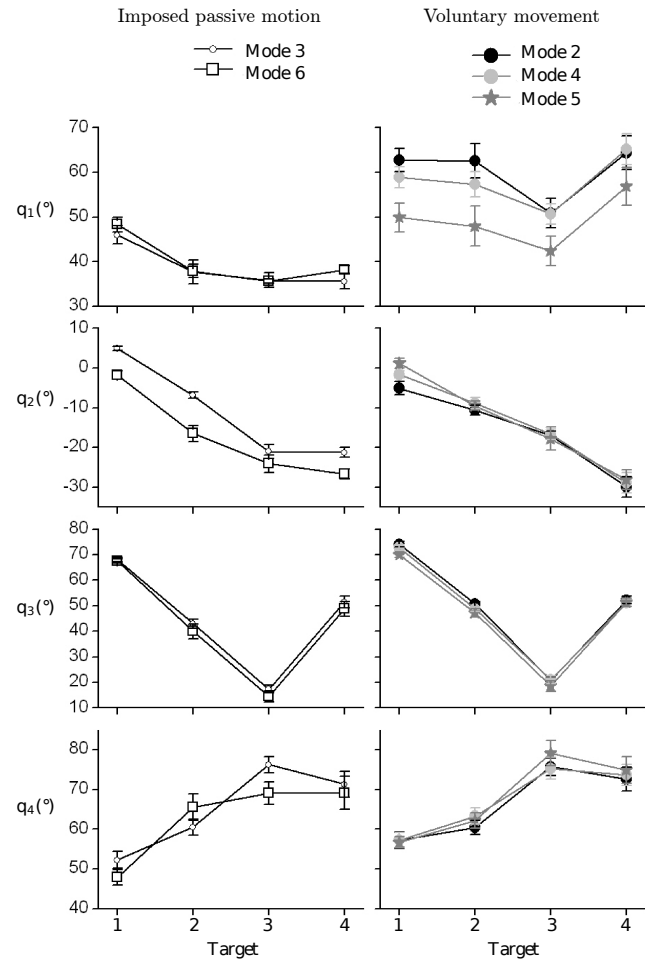 Imposed passive motion
Mode 3
Mode 6
Voluntary movement
Mode 2
Mode 4
Mode 5
q1(°)
70
60
50
40
30
q2(°)
10
0
-10
-20
-30
q3(°)
80
70
60
50
40
30
20
10
q4(°)
80
70
60
50
40
1 2 3 4
Target
1 2 3 4
Target